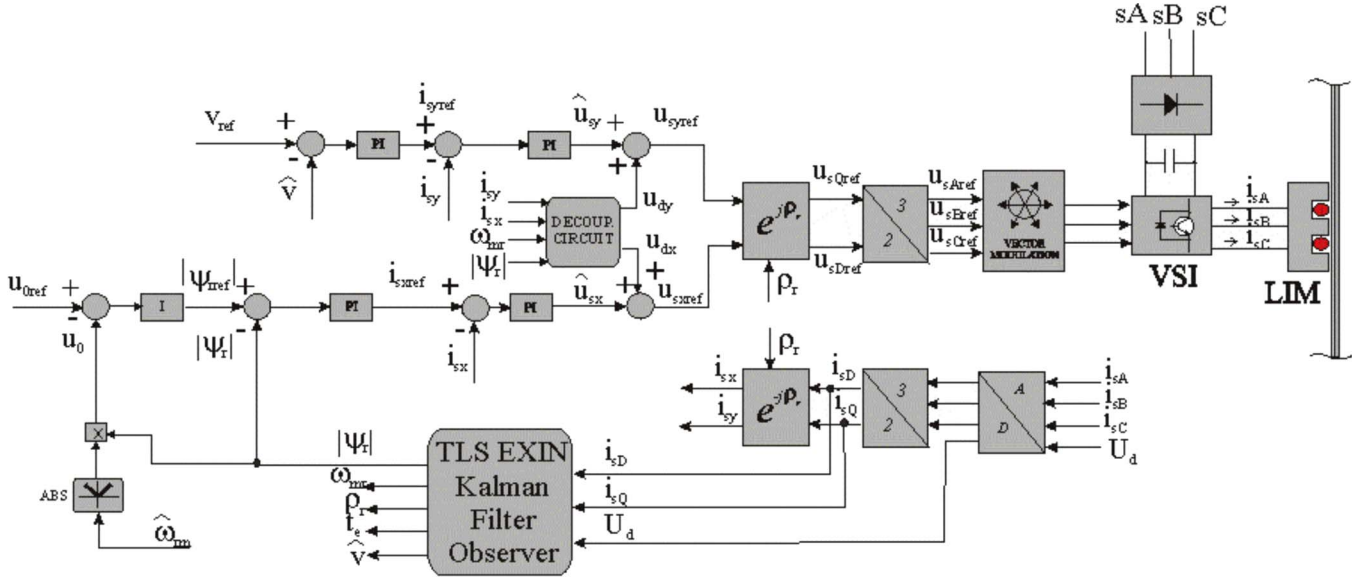 sA sB sC
v_ref + - v̂ PI i_syref + - i_sy PI û_sy + + u_syref
i_sy
i_sx
ω_mr
|Ψ_r|
DECOUP.
CIRCUIT
u_dy
u_dx
e^jρ_r
ρ_r
u_sQref
u_sDref
3
2
u_sAref
u_sBref
u_sCref
VECTOR
MODULATION
VSI
i_sA
i_sB
i_sC
LIM
u_0ref + - u_0 I |Ψ_rref| + - |Ψ_r| PI i_sxref + - i_sx PI û_sx + + u_sxref
ρ_r
i_sx
i_sy
e^-jρ_r
i_sD
i_sQ
3
2
A
D
i_sA
i_sB
i_sC
U_d
X
ABS
ω̂_rm
|Ψ_r|
ω_mr
ρ_r
t_e
v̂
TLS EXIN
Kalman
Filter
Observer
i_sD
i_sQ
U_d